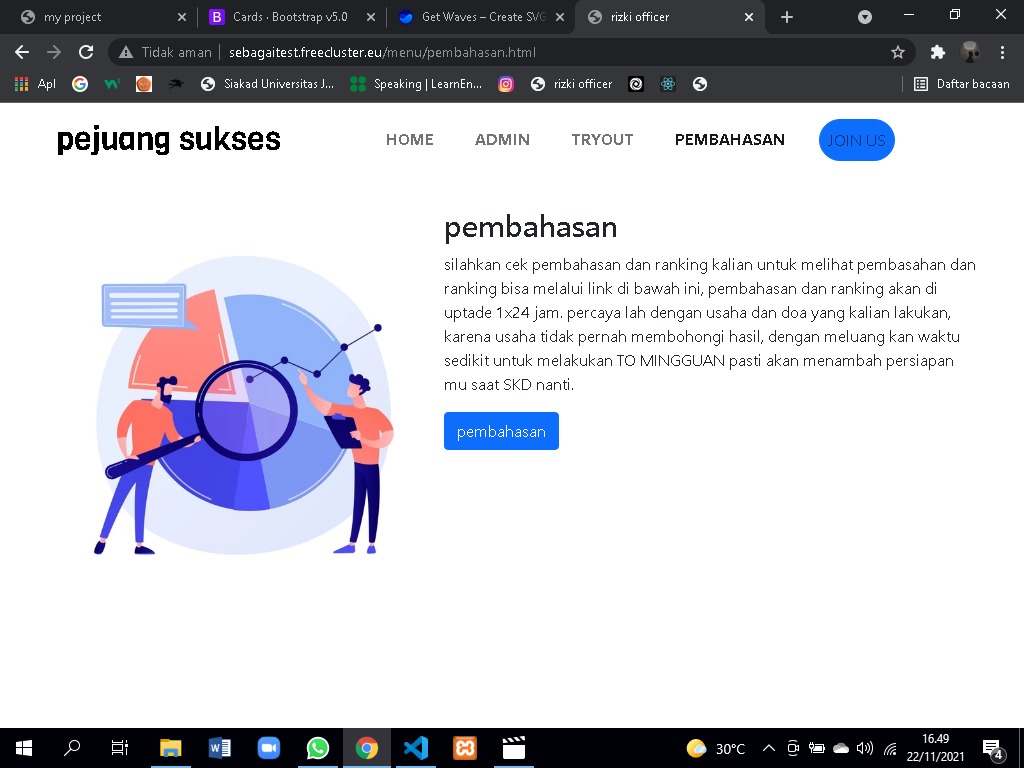 my project
Cards · Bootstrap v5.0
Get Waves – Create SVG
rizki officer
Tidak aman
sebagaitest.freecluster.eu/menu/pembahasan.html
Apl
Siakad Universitas J...
Speaking | LearnEn...
rizki officer
Daftar bacaan
pejuang sukses
HOME
ADMIN
TRYOUT
PEMBAHASAN
JOIN US
pembahasan
silahkan cek pembahasan dan ranking kalian untuk melihat pembasahan dan
ranking bisa melalui link di bawah ini, pembahasan dan ranking akan di
uptade 1x24 jam. percaya lah dengan usaha dan doa yang kalian lakukan,
karena usaha tidak pernah membohongi hasil, dengan meluang kan waktu
sedikit untuk melakukan TO MINGGUAN pasti akan menambah persiapan
mu saat SKD nanti.
pembahasan
30°C
16.49
22/11/2021
4